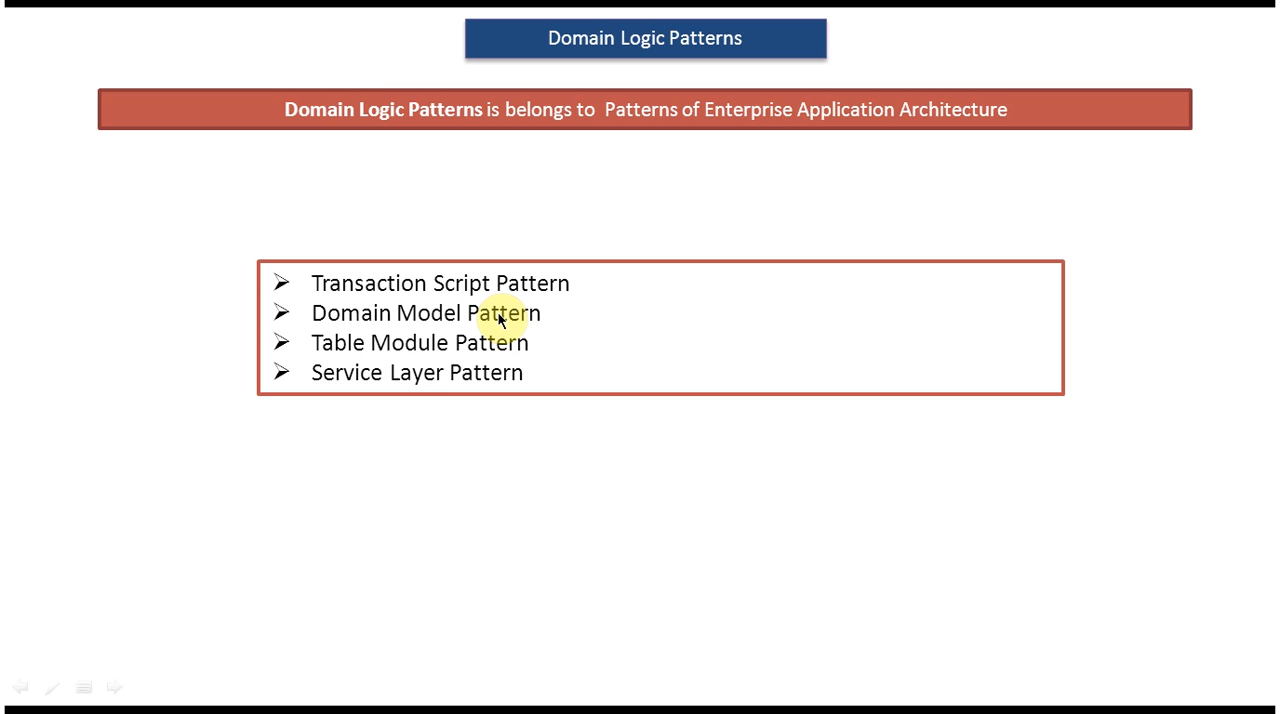 Domain Logic Patterns
Domain Logic Patterns is belongs to  Patterns of Enterprise Application Architecture
Transaction Script Pattern
Domain Model Pattern
Table Module Pattern
Service Layer Pattern